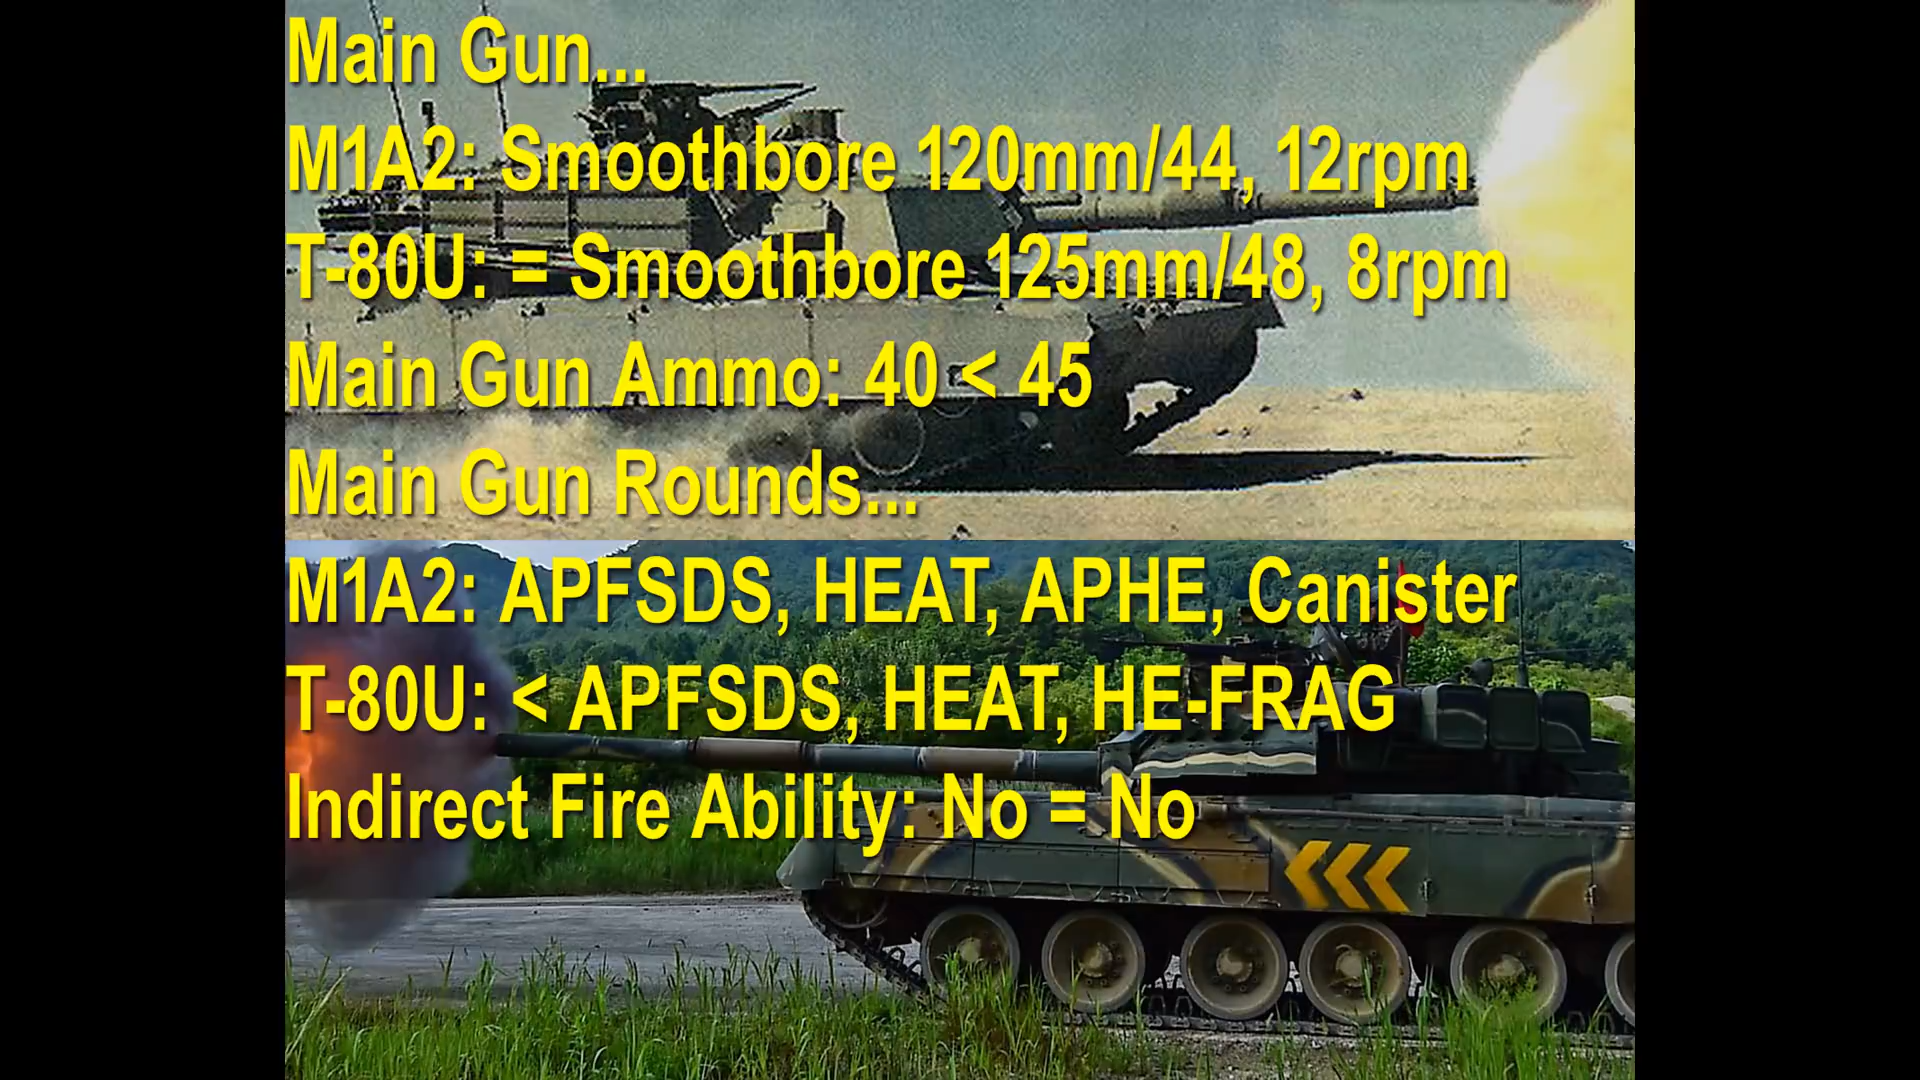 Main Gun...
M1A2: Smoothbore 120mm/44, 12rpm
T-80U: = Smoothbore 125mm/48, 8rpm
Main Gun Ammo: 40 < 45
Main Gun Rounds...
M1A2: APFSDS, HEAT, APHE, Canister
T-80U: < APFSDS, HEAT, HE-FRAG
Indirect Fire Ability: No = No